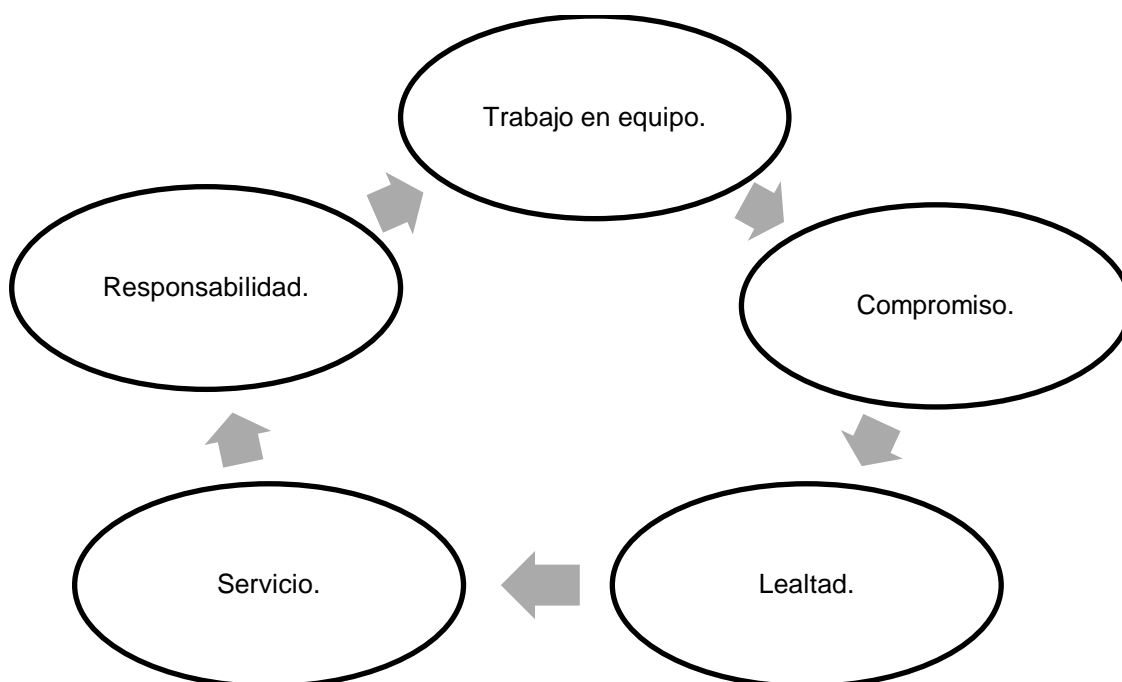 Trabajo en equipo.
Compromiso.
Lealtad.
Servicio.
Responsabilidad.